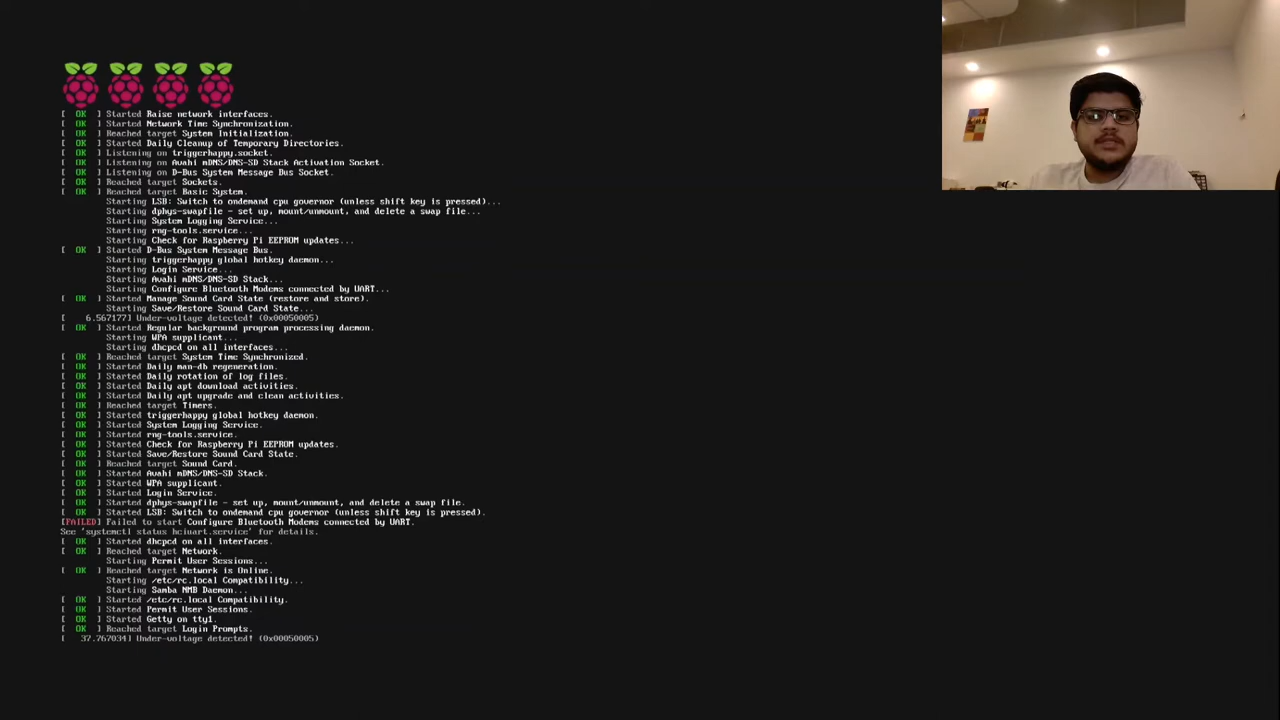 [  OK  ] Started Raise network interfaces.
[  OK  ] Started Network Time Synchronization.
[  OK  ] Reached target System Initialization.
[  OK  ] Started Daily Cleanup of Temporary Directories.
[  OK  ] Listening on triggerhappy.socket.
[  OK  ] Listening on Avahi mDNS/DNS-SD Stack Activation Socket.
[  OK  ] Listening on D-Bus System Message Bus Socket.
[  OK  ] Reached target Sockets.
[  OK  ] Reached target Basic System.
Starting LSB: Switch to ondemand cpu governor (unless shift key is pressed)...
Starting dphys-swapfile - set up, mount/unmount, and delete a swap file...
Starting System Logging Service...
Starting rng-tools.service...
Starting Check for Raspberry Pi EEPROM updates...
[  OK  ] Started D-Bus System Message Bus.
Starting triggerhappy global hotkey daemon...
Starting Login Service...
Starting Avahi mDNS/DNS-SD Stack...
Starting Configure Bluetooth Modems connected by UART...
[  OK  ] Started Manage Sound Card State (restore and store).
Starting Save/Restore Sound Card State...
[    6.567177] Under-voltage detected! (0x00050005)
[  OK  ] Started Regular background program processing daemon.
Starting WPA supplicant...
Starting dhcpcd on all interfaces...
[  OK  ] Reached target System Time Synchronized.
[  OK  ] Started Daily man-db regeneration.
[  OK  ] Started Daily rotation of log files.
[  OK  ] Started Daily apt download activities.
[  OK  ] Started Daily apt upgrade and clean activities.
[  OK  ] Reached target Timers.
[  OK  ] Started triggerhappy global hotkey daemon.
[  OK  ] Started System Logging Service.
[  OK  ] Started rng-tools.service.
[  OK  ] Started Check for Raspberry Pi EEPROM updates.
[  OK  ] Started Save/Restore Sound Card State.
[  OK  ] Reached target Sound Card.
[  OK  ] Started Avahi mDNS/DNS-SD Stack.
[  OK  ] Started WPA supplicant.
[  OK  ] Started Login Service.
[  OK  ] Started dphys-swapfile - set up, mount/unmount, and delete a swap file.
[  OK  ] Started LSB: Switch to ondemand cpu governor (unless shift key is pressed).
[FAILED] Failed to start Configure Bluetooth Modems connected by UART.
See 'systemctl status hciuart.service' for details.
[  OK  ] Started dhcpcd on all interfaces.
[  OK  ] Reached target Network.
Starting Permit User Sessions...
[  OK  ] Reached target Network is Online.
Starting /etc/rc.local Compatibility...
Starting Samba NMB Daemon...
[  OK  ] Started /etc/rc.local Compatibility.
[  OK  ] Started Permit User Sessions.
[  OK  ] Started Getty on tty1.
[  OK  ] Reached target Login Prompts.
[   37.767034] Under-voltage detected! (0x00050005)